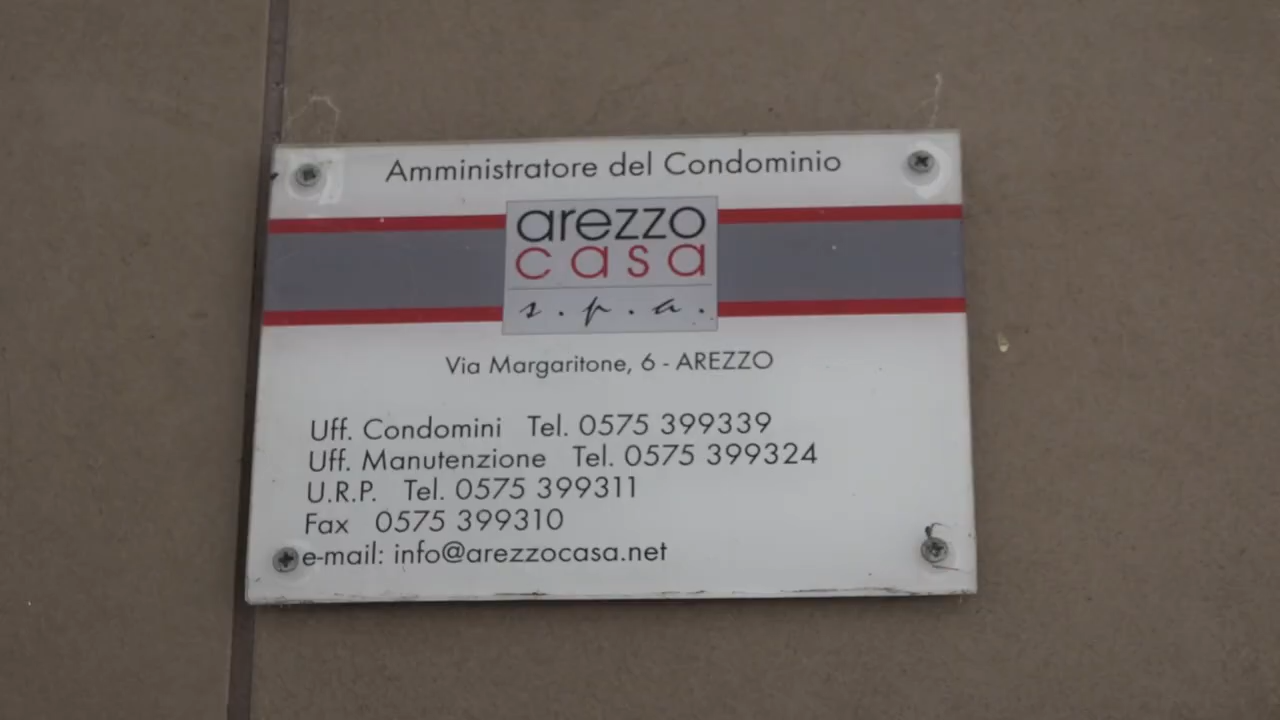 Amministratore del Condominio
arezzo
casa
s.p.a.
Via Margaritone, 6 - AREZZO
Uff. Condomini Tel. 0575 399339
Uff. Manutenzione Tel. 0575 399324
U.R.P. Tel. 0575 399311
Fax 0575 399310
e-mail: info@arezzocasa.net